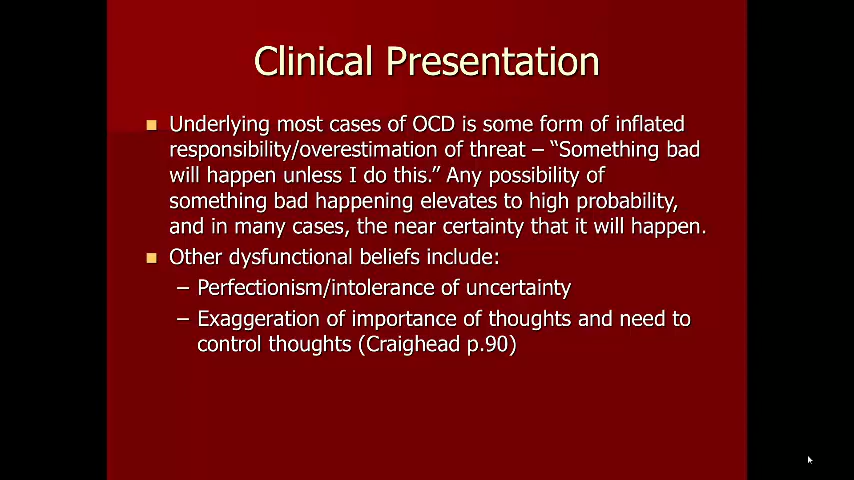 Clinical Presentation
Underlying most cases of OCD is some form of inflated
responsibility/overestimation of threat – “Something bad
will happen unless I do this.” Any possibility of
something bad happening elevates to high probability,
and in many cases, the near certainty that it will happen.
Other dysfunctional beliefs include:
– Perfectionism/intolerance of uncertainty
– Exaggeration of importance of thoughts and need to
control thoughts (Craighead p.90)